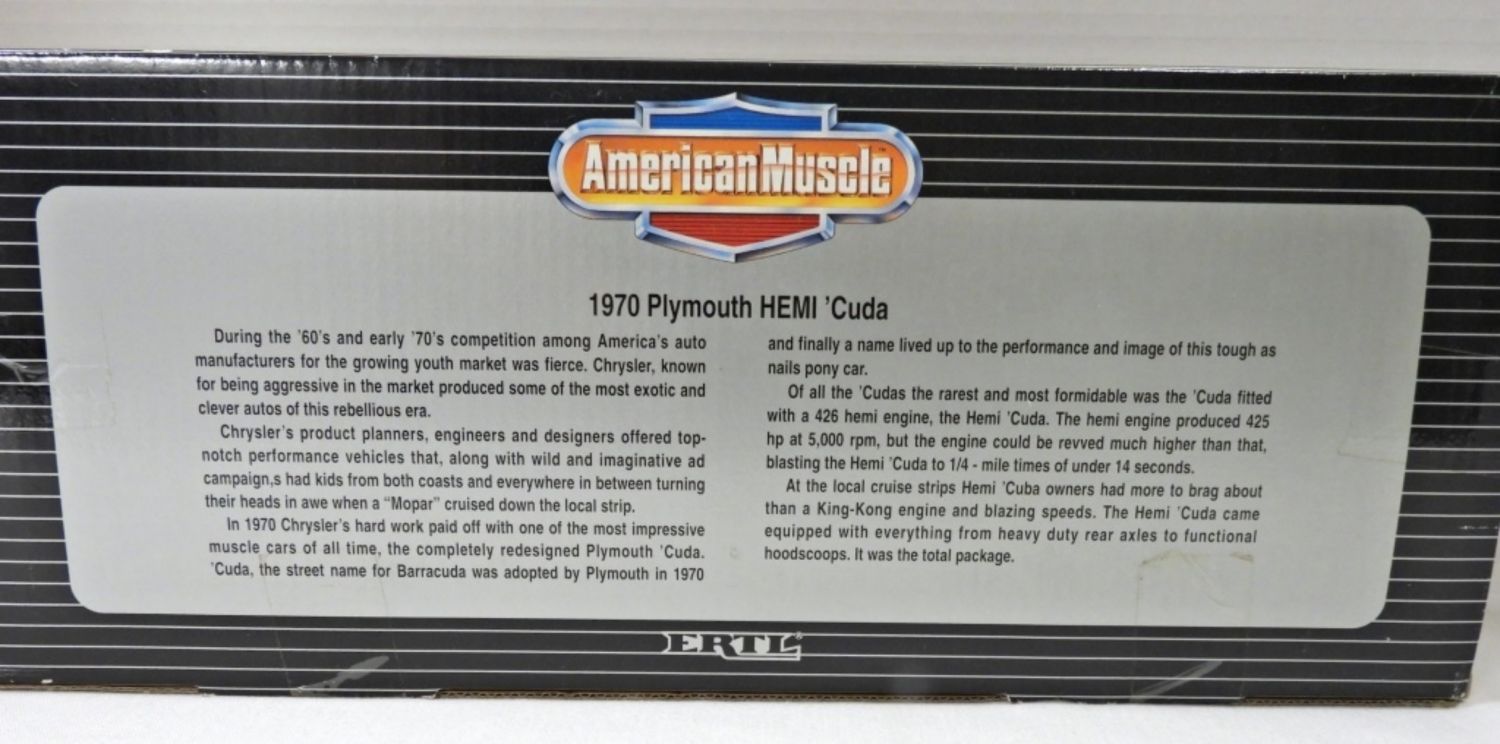 AmericanMuscle™
1970 Plymouth HEMI 'Cuda
During the '60's and early '70's competition among America's auto
manufacturers for the growing youth market was fierce. Chrysler, known
for being aggressive in the market produced some of the most exotic and
clever autos of this rebellious era.
Chrysler's product planners, engineers and designers offered top-
notch performance vehicles that, along with wild and imaginative ad
campaign,s had kids from both coasts and everywhere in between turning
their heads in awe when a “Mopar” cruised down the local strip.
In 1970 Chrysler's hard work paid off with one of the most impressive
muscle cars of all time, the completely redesigned Plymouth 'Cuda.
'Cuda, the street name for Barracuda was adopted by Plymouth in 1970
and finally a name lived up to the performance and image of this tough as
nails pony car.
Of all the 'Cudas the rarest and most formidable was the 'Cuda fitted
with a 426 hemi engine, the Hemi 'Cuda. The hemi engine produced 425
hp at 5,000 rpm, but the engine could be revved much higher than that,
blasting the Hemi 'Cuda to 1/4 - mile times of under 14 seconds.
At the local cruise strips Hemi 'Cuba owners had more to brag about
than a King-Kong engine and blazing speeds. The Hemi 'Cuda came
equipped with everything from heavy duty rear axles to functional
hoodscoops. It was the total package.
ERTL®